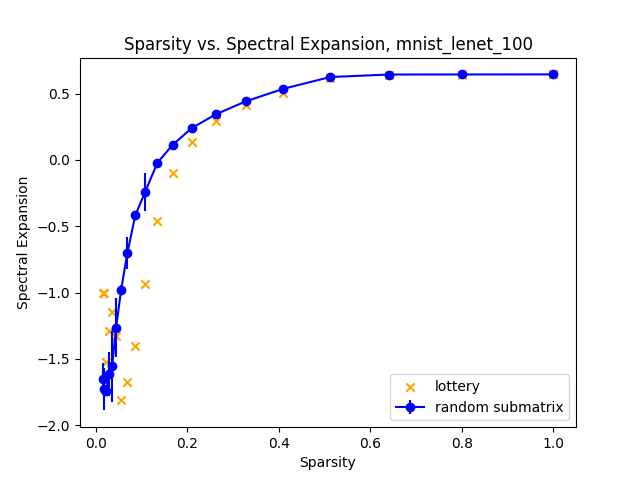 Sparsity vs. Spectral Expansion, mnist_lenet_100
Spectral Expansion
0.5
0.0
−0.5
−1.0
−1.5
−2.0
lottery
random submatrix
0.0 0.2 0.4 0.6 0.8 1.0
Sparsity